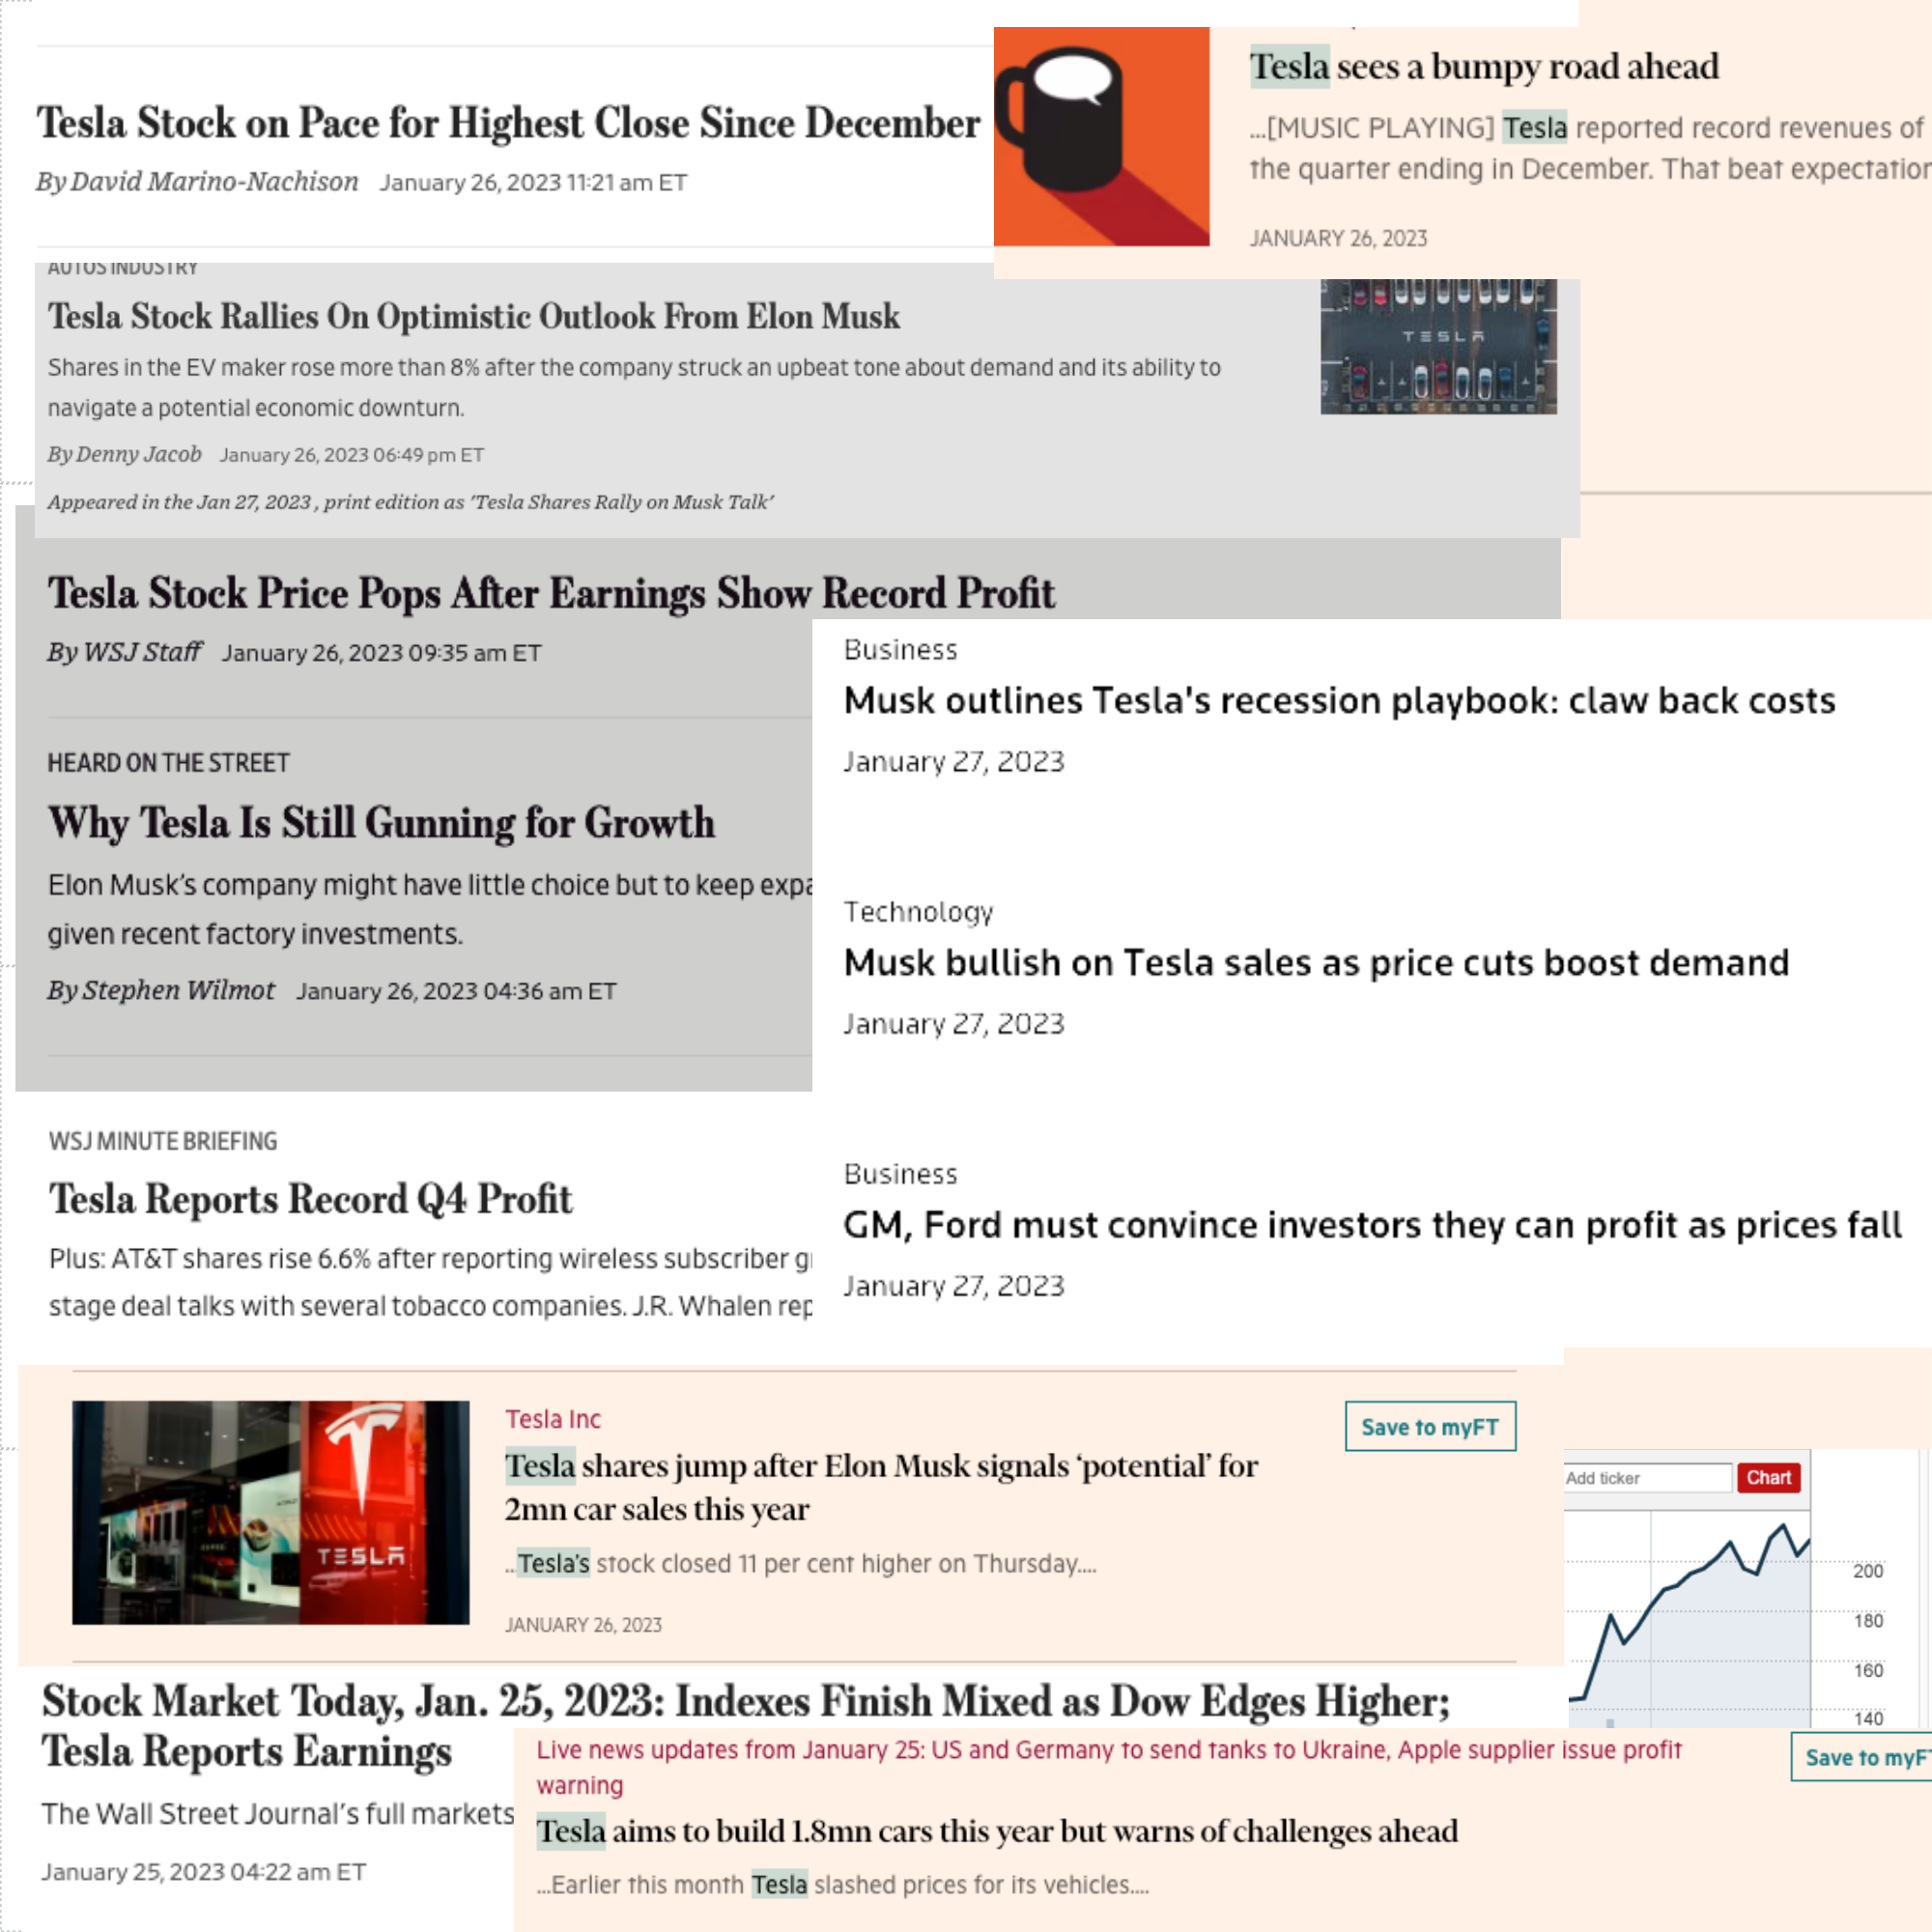 Tesla Stock on Pace for Highest Close Since December
By David Marino-Nachison January 26, 2023 11:21 am ET
Tesla sees a bumpy road ahead
...[MUSIC PLAYING] Tesla reported record revenues of
the quarter ending in December. That beat expectation
JANUARY 26, 2023
AUTOS INDUSTRY
Tesla Stock Rallies On Optimistic Outlook From Elon Musk
Shares in the EV maker rose more than 8% after the company struck an upbeat tone about demand and its ability to
navigate a potential economic downturn.
By Denny Jacob January 26, 2023 06:49 pm ET
Appeared in the Jan 27, 2023 , print edition as 'Tesla Shares Rally on Musk Talk'
TESLA
Tesla Stock Price Pops After Earnings Show Record Profit
By WSJ Staff January 26, 2023 09:35 am ET
HEARD ON THE STREET
Why Tesla Is Still Gunning for Growth
Elon Musk's company might have little choice but to keep expa
given recent factory investments.
By Stephen Wilmot January 26, 2023 04:36 am ET
Business
Musk outlines Tesla's recession playbook: claw back costs
January 27, 2023
Technology
Musk bullish on Tesla sales as price cuts boost demand
January 27, 2023
Business
GM, Ford must convince investors they can profit as prices fall
January 27, 2023
WSJ MINUTE BRIEFING
Tesla Reports Record Q4 Profit
Plus: AT&T shares rise 6.6% after reporting wireless subscriber g
stage deal talks with several tobacco companies. J.R. Whalen rep
TESLA
Tesla Inc
Save to myFT
Tesla shares jump after Elon Musk signals ‘potential’ for
2mn car sales this year
...Tesla's stock closed 11 per cent higher on Thursday....
JANUARY 26, 2023
Add ticker Chart
200
180
160
140
Stock Market Today, Jan. 25, 2023: Indexes Finish Mixed as Dow Edges Higher;
Tesla Reports Earnings
The Wall Street Journal's full markets
January 25, 2023 04:22 am ET
Live news updates from January 25: US and Germany to send tanks to Ukraine, Apple supplier issue profit
warning
Save to myF
Tesla aims to build 1.8mn cars this year but warns of challenges ahead
...Earlier this month Tesla slashed prices for its vehicles....